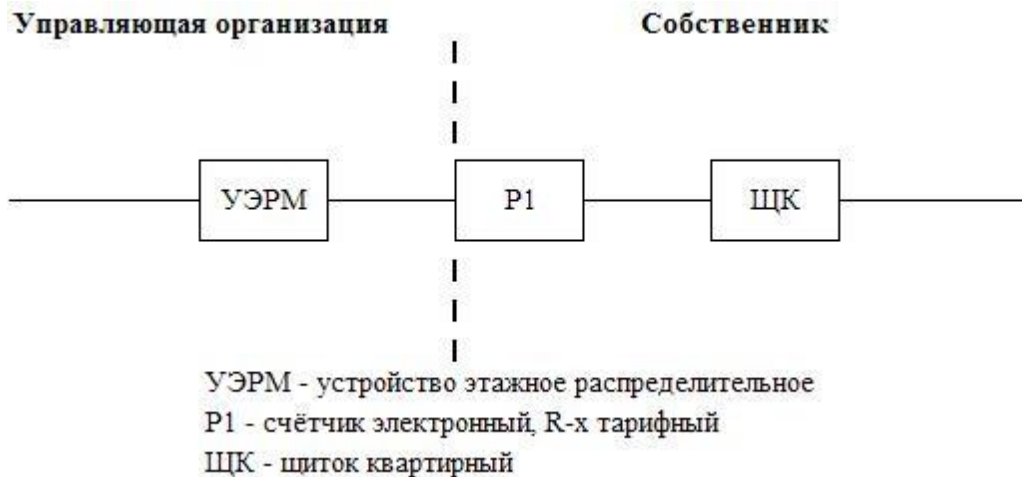 Управляющая организация
Собственник
УЭРМ
Р1
ЩК
УЭРМ - устройство этажное распределительное
Р1 - счётчик электронный, R-х тарифный
ЩК - щиток квартирный